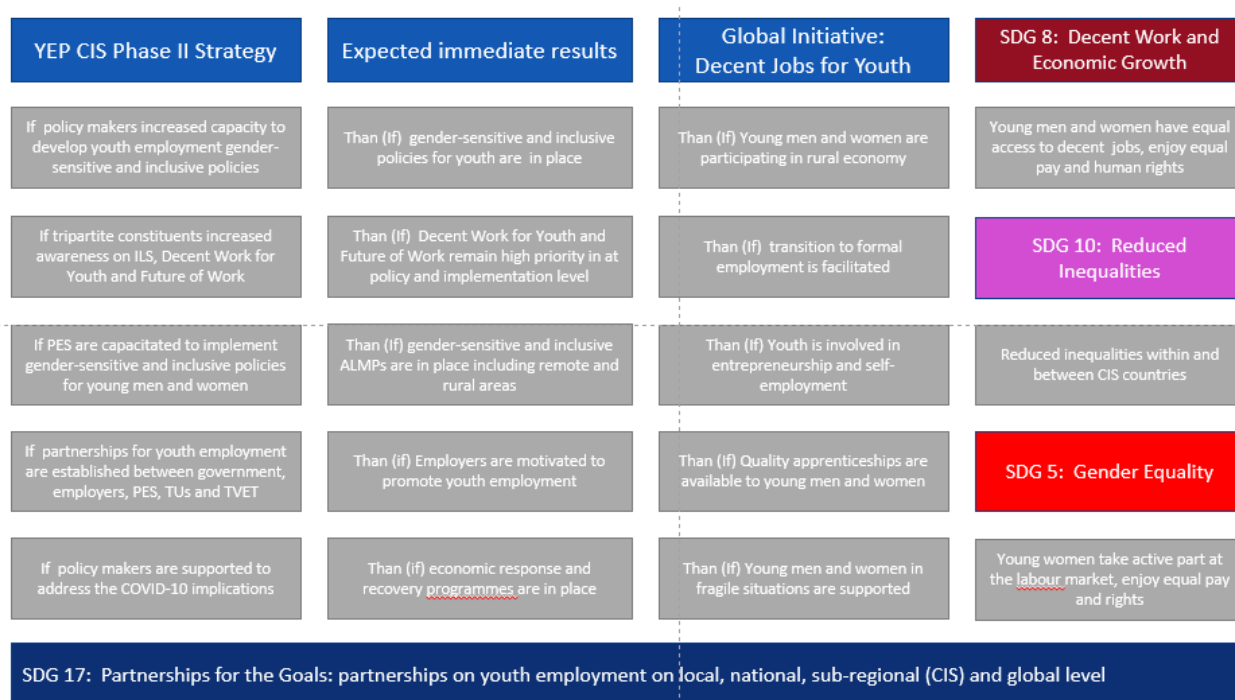 YEP CIS Phase II Strategy
If  policy makers increased capacity to
develop youth employment gender-
sensitive and inclusive policies
If tripartite constituents increased
awareness on ILS, Decent Work for
Youth and Future of Work
If PES are capacitated to implement
gender-sensitive and inclusive policies
for young men and women
If  partnerships for youth employment
are established between government,
employers, PES, TUs and TVET
If  policy makers are supported to
address the COVID-10 implications
Expected immediate results
Than (If)  gender-sensitive and inclusive
policies for youth are  in place
Than (If)  Decent Work for Youth and
Future of Work remain high priority in at
policy and implementation level
Than (If)  gender-sensitive and inclusive
ALMPs are in place including remote and
rural areas
Than (if) Employers are motivated to
promote youth employment
Than (if) economic response and
recovery programmes are in place
Global Initiative:
Decent Jobs for Youth
Than (If) Young men and women are
participating in rural economy
Than (If)  transition to formal
employment is facilitated
Than (If) Youth is involved in
entrepreneurship and self-
employment
Than (If) Quality apprenticeships are
available to young men and women
Than (If) Young men and women in
fragile situations are supported
SDG 8:  Decent Work and
Economic Growth
Young men and women have equal
access to decent  jobs, enjoy equal
pay and human rights
SDG 10:  Reduced
Inequalities
Reduced inequalities within and
between CIS countries
SDG 5:  Gender Equality
Young women take active part at
the labour market, enjoy equal pay
and rights
SDG 17:  Partnerships for the Goals: partnerships on youth employment on local, national, sub-regional (CIS) and global level